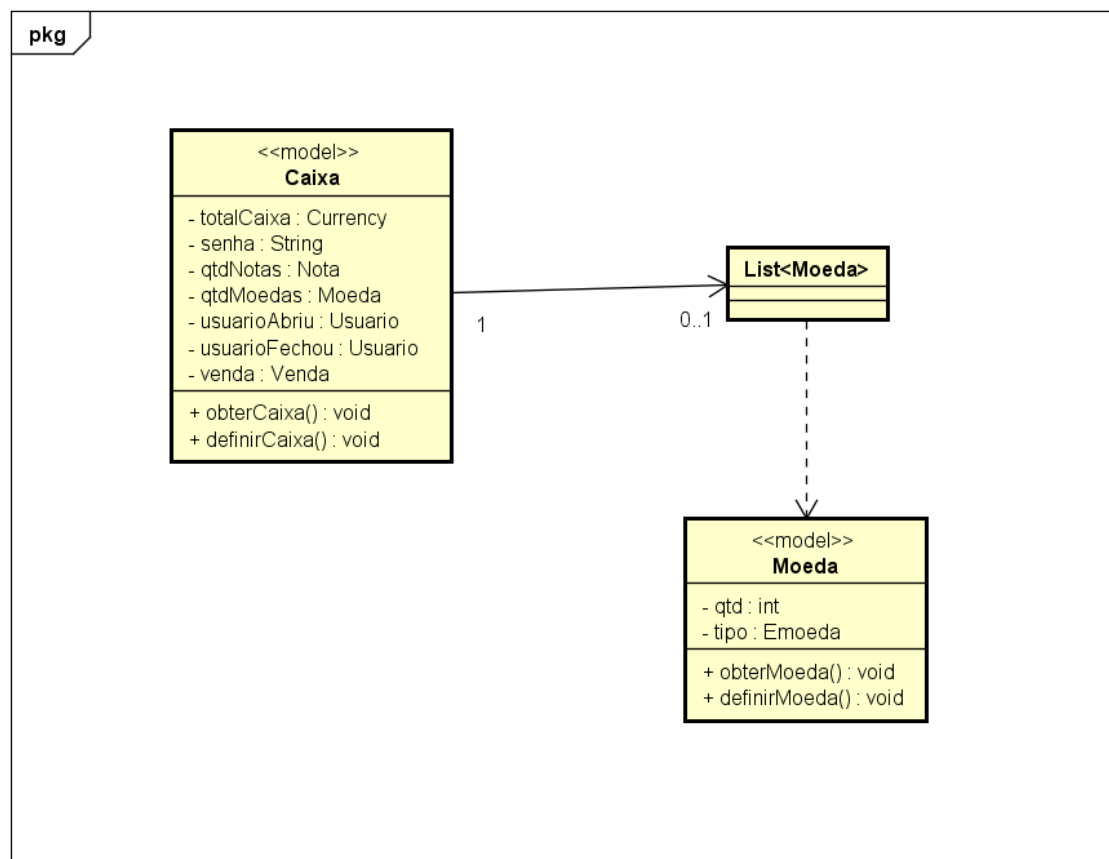 pkg
<<model>>
Caixa
- totalCaixa : Currency
- senha : String
- qtdNotas : Nota
- qtdMoedas : Moeda
- usuarioAbriu : Usuario
- usuarioFechou : Usuario
- venda : Venda
+ obterCaixa() : void
+ definirCaixa() : void
1
0..1
List<Moeda>
<<model>>
Moeda
- qtd : int
- tipo : Emoeda
+ obterMoeda() : void
+ definirMoeda() : void